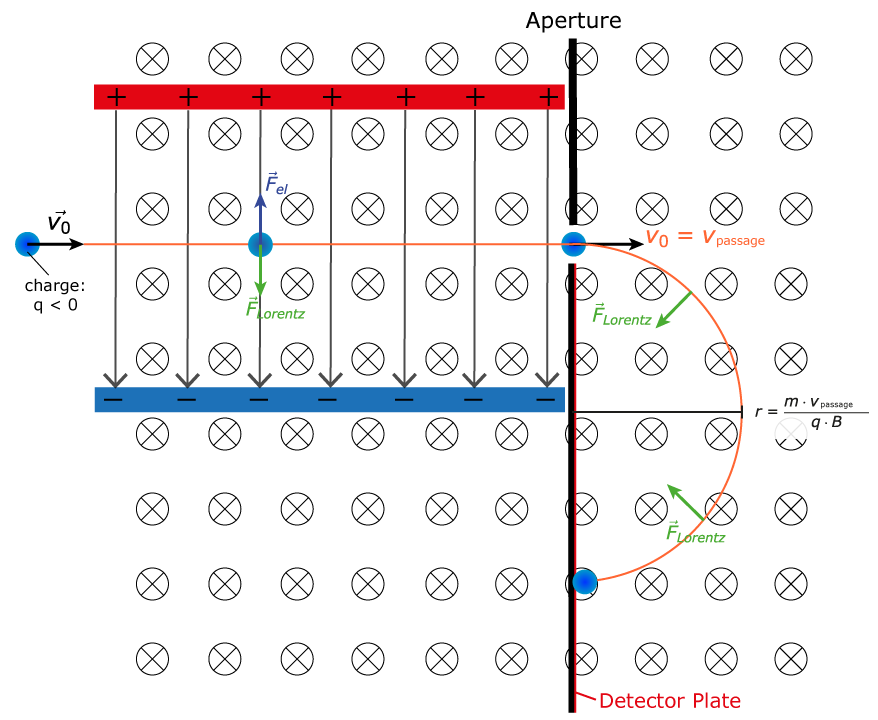 Aperture
+ + + + + + +
F⃗el
v⃗0
v0 = vpassage
charge:
q < 0
F⃗Lorentz
F⃗Lorentz
− − − − − − −
r = m · vpassage / q · B
F⃗Lorentz
Detector Plate